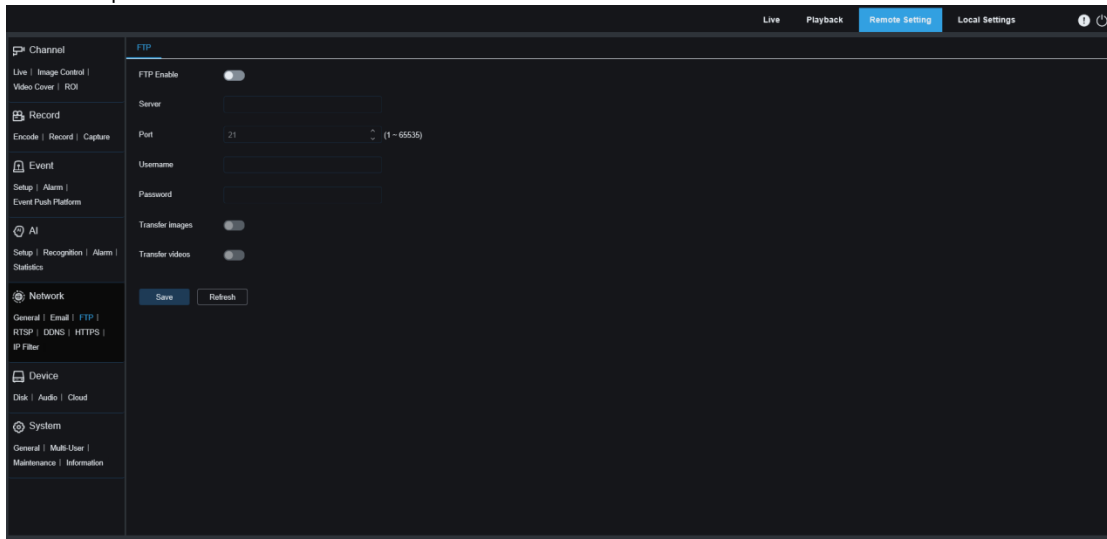 Live Playback Remote Setting Local Settings
Channel
Live | Image Control |
Video Cover | ROI
Record
Encode | Record | Capture
Event
Setup | Alarm |
Event Push Platform
AI
Setup | Recognition | Alarm |
Statistics
Network
General | Email | FTP |
RTSP | DDNS | HTTPS |
IP Filter
Device
Disk | Audio | Cloud
System
General | Multi-User |
Maintenance | Information
FTP
FTP Enable
Server
Port 21 (1 ~ 65535)
Username
Password
Transfer images
Transfer videos
Save Refresh